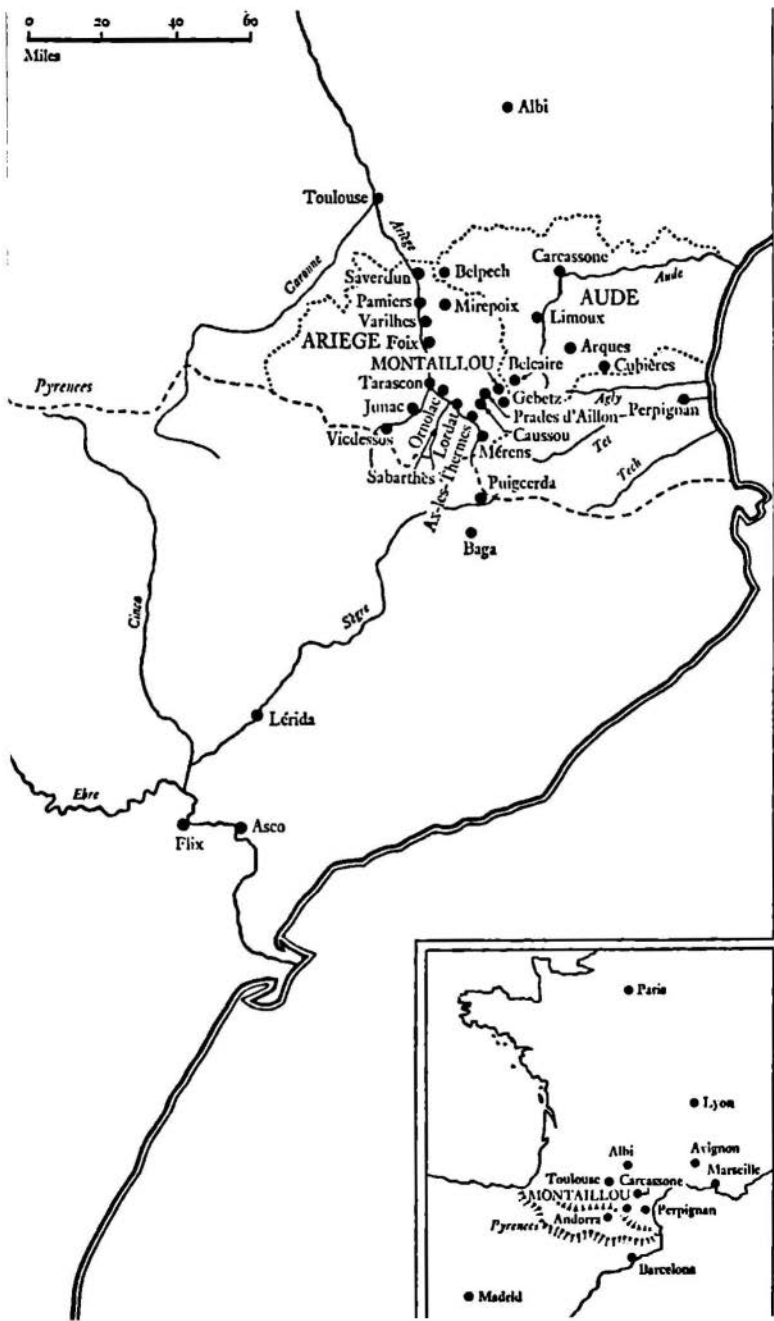 0 20 40 60
Miles
Albi
Toulouse
Ariège
Garonne
Saverdun
Belpech
Carcassone
Aude
Pamiers
Mirepoix
AUDE
Varilhes
Limoux
ARIEGE Foix
Arques
MONTAILLOU
Belcaire
Cubières
Pyrenees
Tarascon
Gebetz
Agly
Perpignan
Junac
Ornolac
Lordat
Prades d'Aillon
Vicdessos
Caussou
Tet
Mérens
Sabarthès
Ax-les-Thermes
Tech
Puigcerda
Baga
Cinca
Sègre
Lérida
Ebre
Flix
Asco
Paris
Lyon
Albi
Avignon
Toulouse
Carcassone
Marseille
MONTAILLOU
Pyrenees
Andorra
Perpignan
Barcelona
Madrid